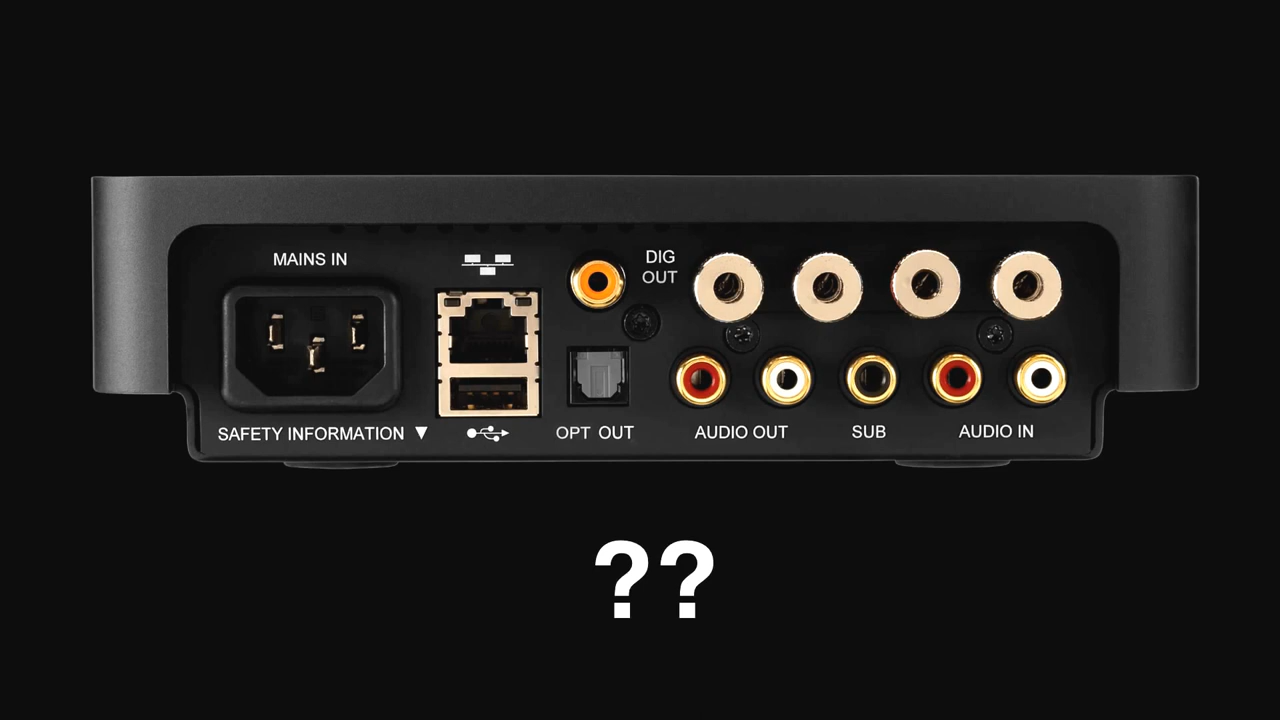 MAINS IN
DIG
OUT
SAFETY INFORMATION ▼
OPT OUT
AUDIO OUT
SUB
AUDIO IN
??